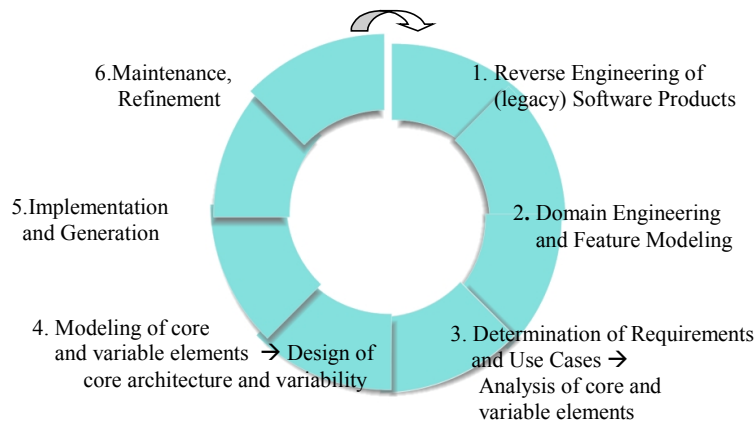 1. Reverse Engineering of
(legacy) Software Products
2. Domain Engineering
and Feature Modeling
3. Determination of Requirements
and Use Cases →
Analysis of core and
variable elements
4. Modeling of core
and variable elements → Design of
core architecture and variability
5.Implementation
and Generation
6.Maintenance,
Refinement